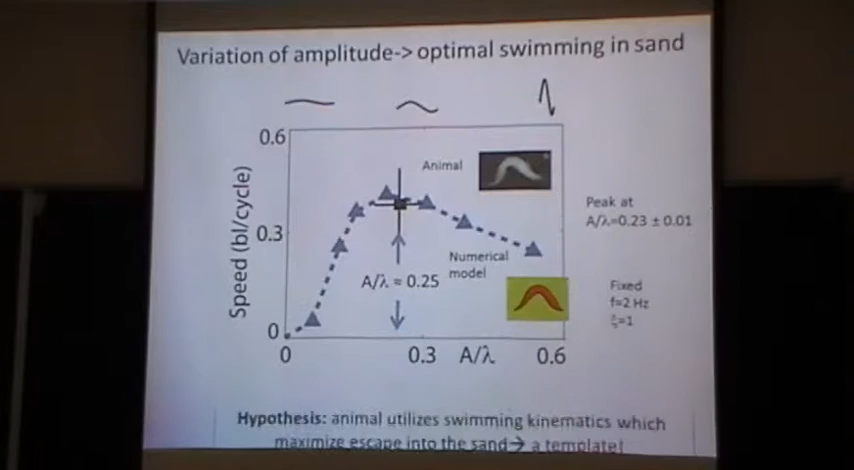 Variation of amplitude-> optimal swimming in sand
0.6
Animal
Peak at
A/λ=0.23 ± 0.01
Speed (bl/cycle)
0.3
Numerical
model
A/λ ≈ 0.25
Fixed
f=2 Hz
ξ=1
0
0
0.3
A/λ
0.6
Hypothesis: animal utilizes swimming kinematics which
maximize escape into the sand→ a template!